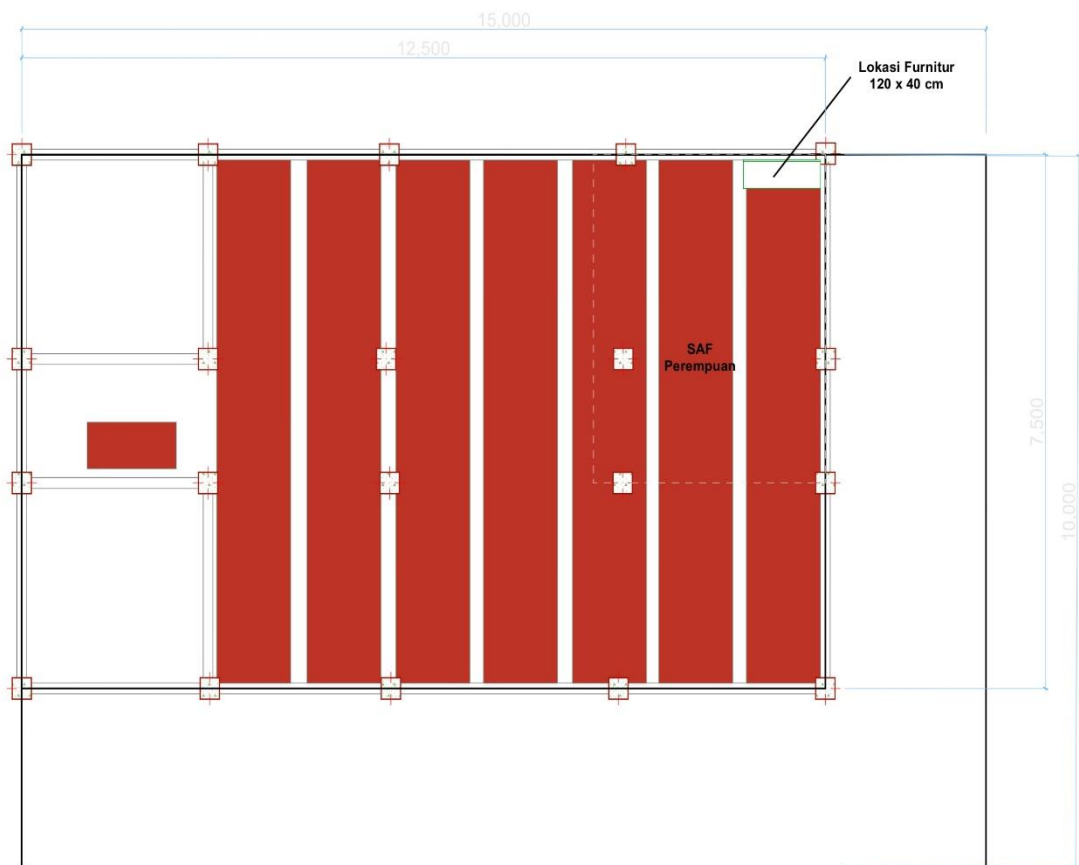 15,000
12,500
Lokasi Furnitur
120 x 40 cm
SAF
Perempuan
7,500
10,000